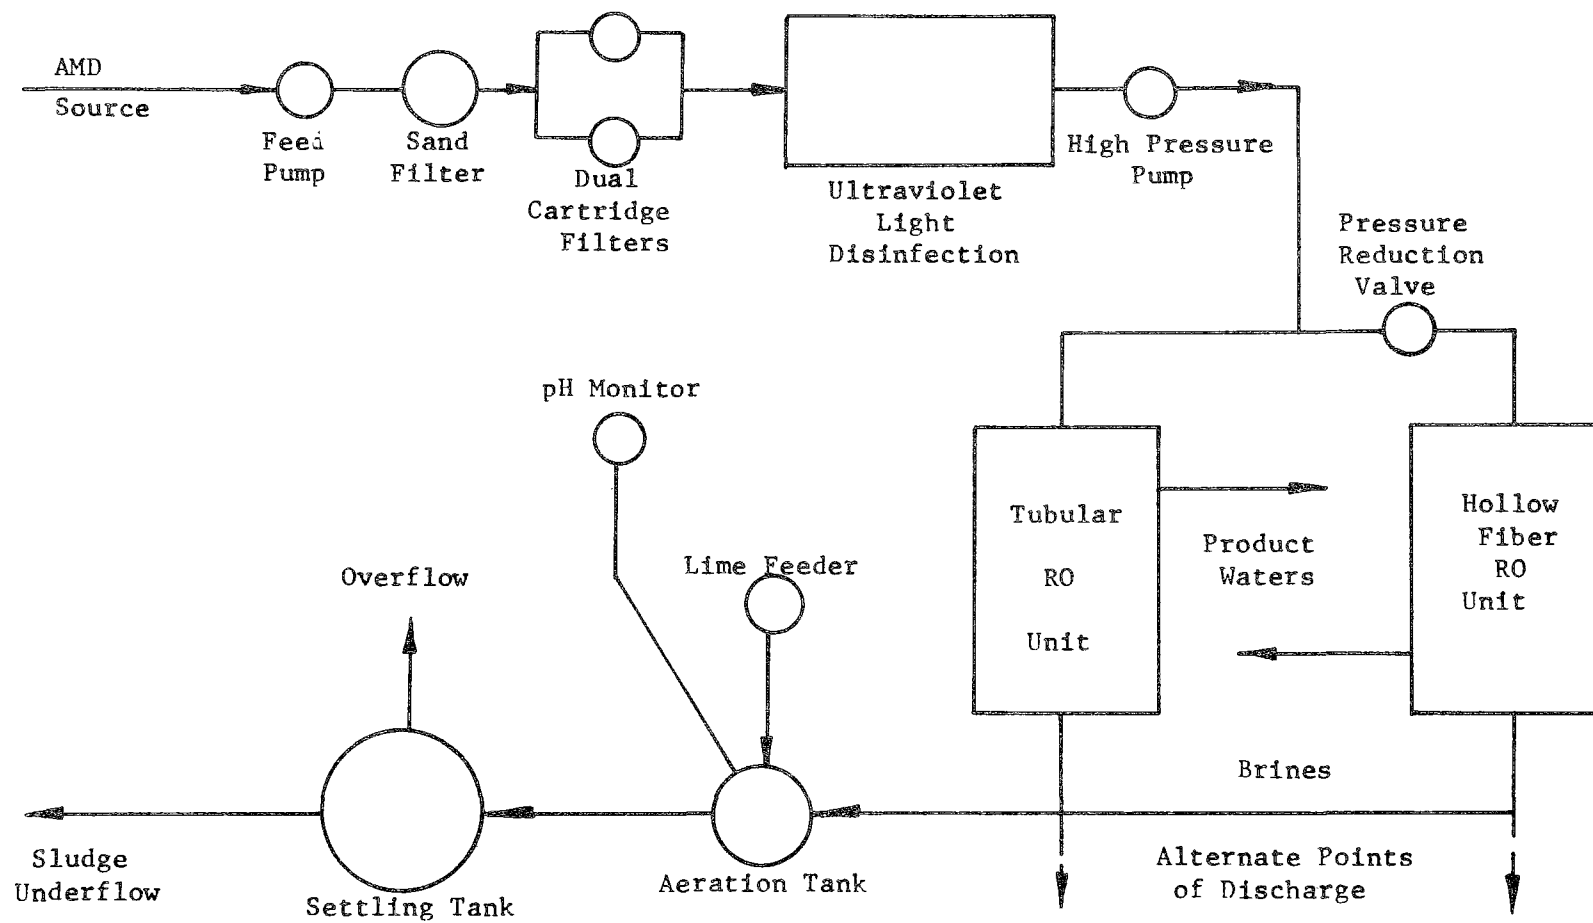 AMD
Source
Feed
Pump
Sand
Filter
Dual
Cartridge
Filters
Ultraviolet
Light
Disinfection
High Pressure
Pump
Pressure
Reduction
Valve
pH Monitor
Lime Feeder
Overflow
Tubular
RO
Unit
Product
Waters
Hollow
Fiber
RO
Unit
Brines
Alternate Points
of Discharge
Aeration Tank
Settling Tank
Sludge
Underflow